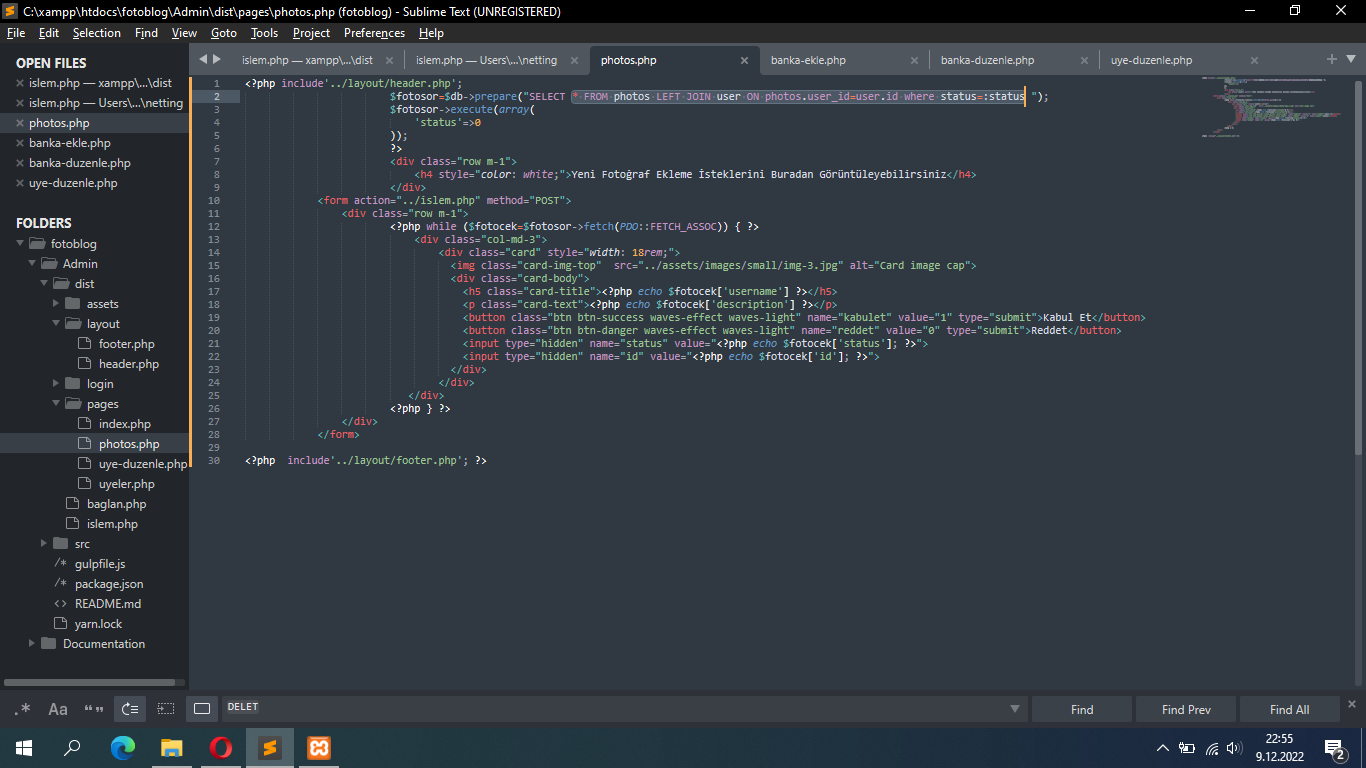 C:\xampp\htdocs\fotoblog\Admin\dist\pages\photos.php (fotoblog) - Sublime Text (UNREGISTERED)
File Edit Selection Find View Goto Tools Project Preferences Help
OPEN FILES
islem.php — xampp\...\dist
islem.php — Users\...\netting
photos.php
banka-ekle.php
banka-duzenle.php
uye-duzenle.php
FOLDERS
fotoblog
Admin
dist
assets
layout
footer.php
header.php
login
pages
index.php
photos.php
uye-duzenle.php
uyeler.php
baglan.php
islem.php
src
/* gulpfile.js
/* package.json
<> README.md
yarn.lock
Documentation
islem.php — xampp\...\dist
islem.php — Users\...\netting
photos.php
banka-ekle.php
banka-duzenle.php
uye-duzenle.php
1 <?php include'../layout/header.php';
2 $fotosor=$db->prepare("SELECT * FROM photos LEFT JOIN user ON photos.user_id=user.id where status=:status ");
3 $fotosor->execute(array(
4 'status'=>0
5 ));
6 ?>
7 <div class="row m-1">
8 <h4 style="color: white;">Yeni Fotoğraf Ekleme İsteklerini Buradan Görüntüleyebilirsiniz</h4>
9 </div>
10 <form action="../islem.php" method="POST">
11 <div class="row m-1">
12 <?php while ($fotocek=$fotosor->fetch(PDO::FETCH_ASSOC)) { ?>
13 <div class="col-md-3">
14 <div class="card" style="width: 18rem;">
15 <img class="card-img-top"  src="../assets/images/small/img-3.jpg" alt="Card image cap">
16 <div class="card-body">
17 <h5 class="card-title"><?php echo $fotocek['username'] ?></h5>
18 <p class="card-text"><?php echo $fotocek['description'] ?></p>
19 <button class="btn btn-success waves-effect waves-light" name="kabulet" value="1" type="submit">Kabul Et</button>
20 <button class="btn btn-danger waves-effect waves-light" name="reddet" value="0" type="submit">Reddet</button>
21 <input type="hidden" name="status" value="<?php echo $fotocek['status']; ?>">
22 <input type="hidden" name="id" value="<?php echo $fotocek['id']; ?>">
23 </div>
24 </div>
25 </div>
26 <?php } ?>
27 </div>
28 </form>
29
30 <?php  include'../layout/footer.php'; ?>
.* Aa “” DELET Find Find Prev Find All
22:55
9.12.2022
2